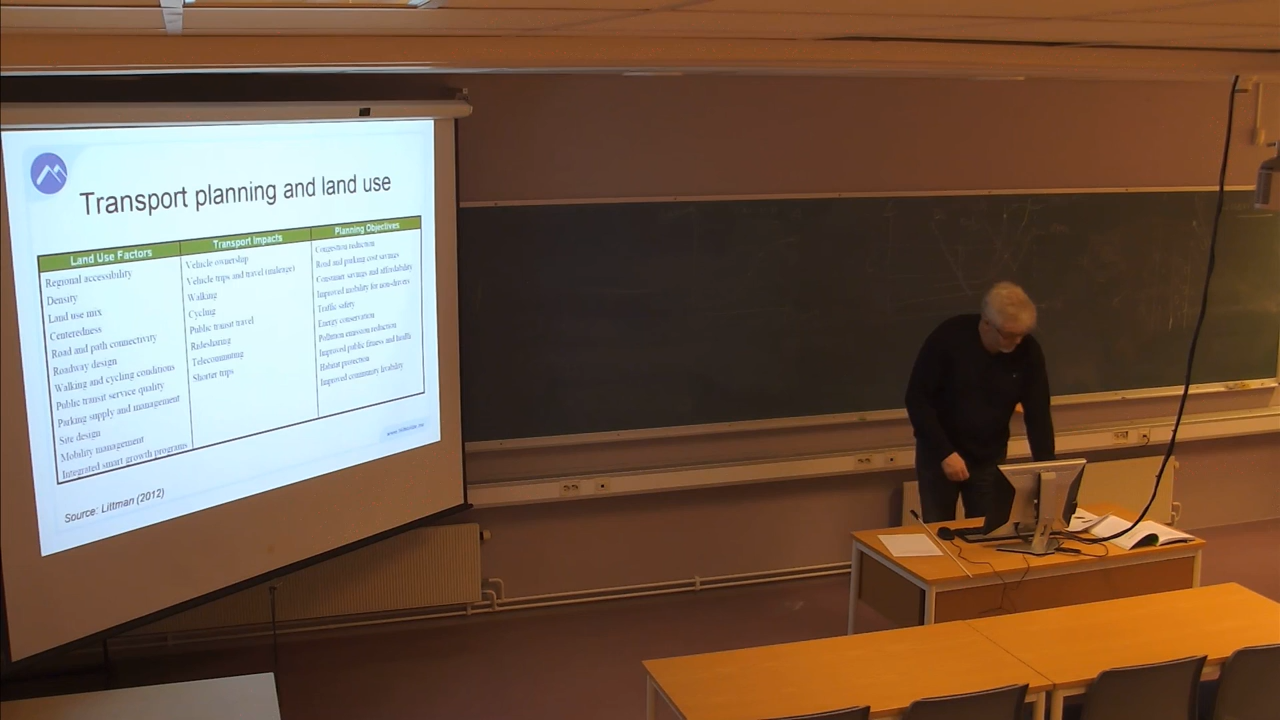 Transport planning and land use
Land Use Factors
Regional accessibility
Density
Land use mix
Centeredness
Road and path connectivity
Roadway design
Walking and cycling conditions
Public transit service quality
Parking supply and management
Site design
Mobility management
Integrated smart growth programs
Transport Impacts
Vehicle ownership
Vehicle trips and travel (mileage)
Walking
Cycling
Public transit travel
Ridesharing
Telecommuting
Shorter trips
Planning Objectives
Congestion reduction
Road and parking cost savings
Consumer savings and affordability
Improved mobility for non-drivers
Traffic safety
Energy conservation
Pollution emission reduction
Improved public fitness and health
Habitat protection
Improved community livability
Source: Littman (2012)